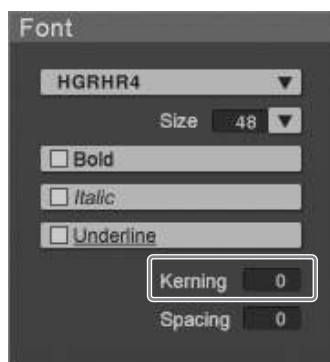 Font
HGRHR4
Size 48
Bold
Italic
Underline
Kerning 0
Spacing 0